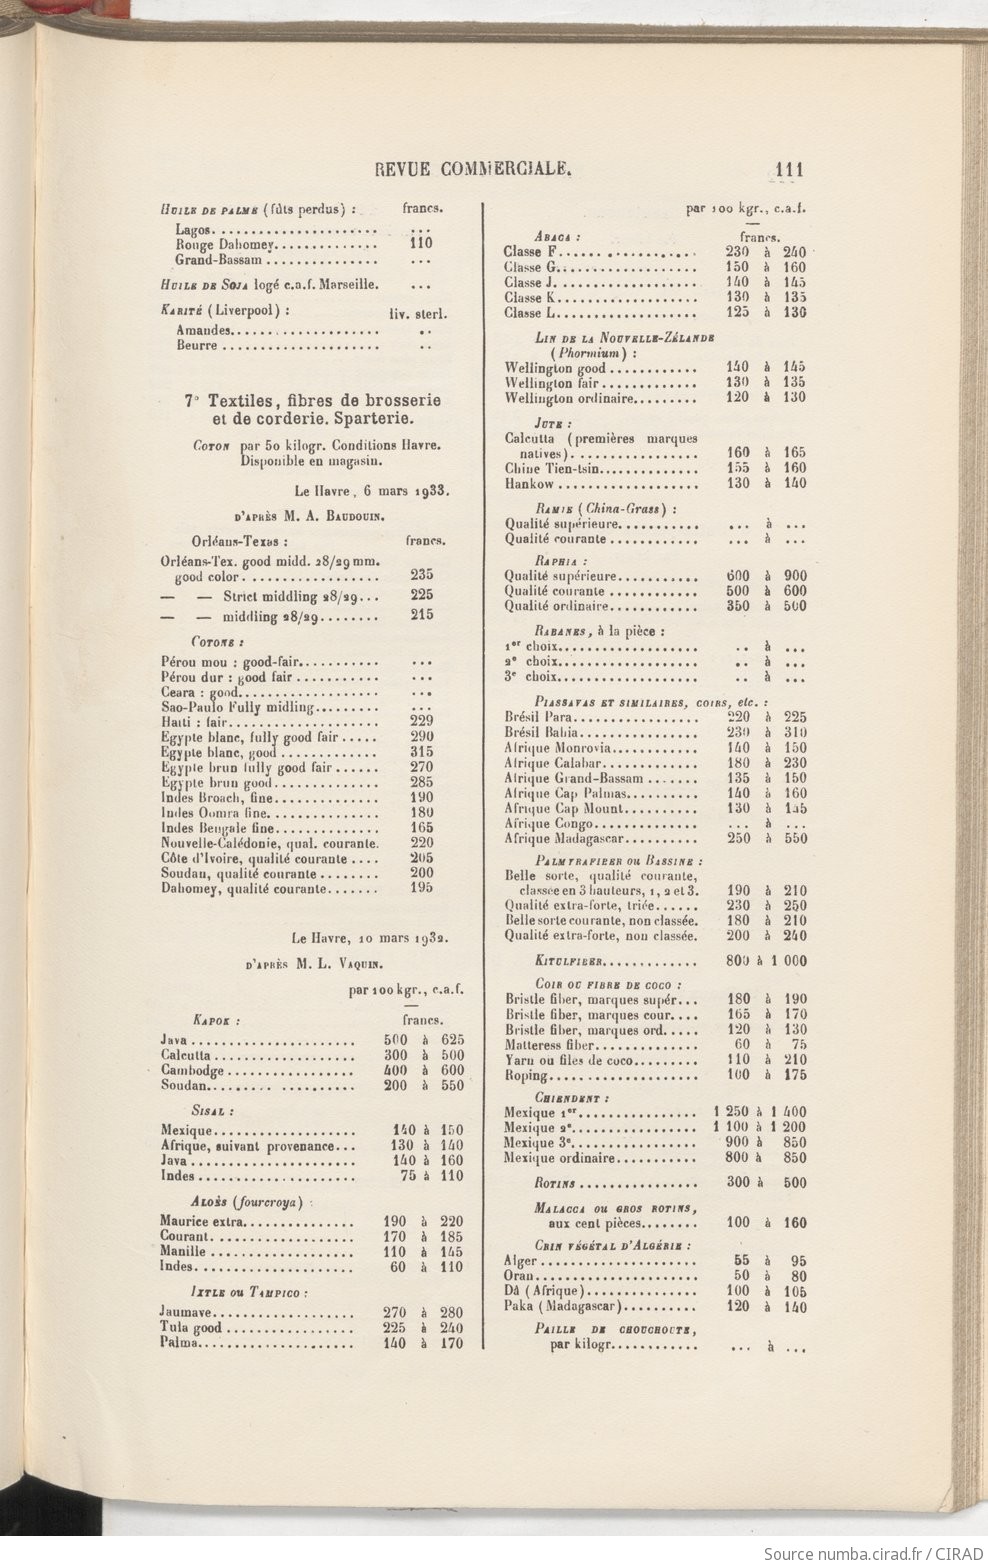 REVUE COMMERCIALE.
111
HUILE DE PALME (fûts perdus) : francs.
Lagos. ...
Rouge Dahomey. 110
Grand-Bassam ...
HUILE DE SOJA logé c.a.f. Marseille. ...
KARITÉ (Liverpool) : liv. sterl.
Amandes. ..
Beurre ..
7° Textiles, fibres de brosserie
et de corderie. Sparterie.
COTON par 50 kilogr. Conditions Havre.
Disponible en magasin.
Le Havre, 6 mars 1933.
D'APRÈS M. A. BAUDOUIN.
Orléans-Texas : francs.
Orléans-Tex. good midd. 28/29 mm.
good color. 235
— — Strict middling 28/29... 225
— — middling 28/29. 215
COTONS :
Pérou mou : good-fair. ...
Pérou dur : good fair ...
Ceara : good. ...
Sao-Paulo Fully midling. ...
Haïti : fair. 229
Egypte blanc, fully good fair 290
Egypte blanc, good 315
Egypte brun fully good fair 270
Egypte brun good. 285
Indes Broach, fine. 190
Indes Oomra fine. 180
Indes Bengale fine. 165
Nouvelle-Calédonie, qual. courante. 220
Côte d'Ivoire, qualité courante 205
Soudan, qualité courante 200
Dahomey, qualité courante. 195
Le Havre, 10 mars 1932.
D'APRÈS M. L. VAQUIN.
par 100 kgr., c.a.f.
KAPOK : francs.
Java 500 à 625
Calcutta 300 à 500
Cambodge 400 à 600
Soudan. 200 à 550
SISAL :
Mexique. 140 à 150
Afrique, suivant provenance... 130 à 140
Java 140 à 160
Indes 75 à 110
ALOÈS (fourcroya) :
Maurice extra. 190 à 220
Courant. 170 à 185
Manille 110 à 145
Indes. 60 à 110
IXTLE OU TAMPICO :
Jaumave. 270 à 280
Tula good 225 à 240
Palma. 140 à 170
par 100 kgr., c.a.f.
ABACA : francs.
Classe F. 230 à 240
Classe G. 150 à 160
Classe J. 140 à 145
Classe K. 130 à 135
Classe L. 125 à 130
LIN DE LA NOUVELLE-ZÉLANDE
(Phormium) :
Wellington good 140 à 145
Wellington fair 130 à 135
Wellington ordinaire. 120 à 130
JUTE :
Calcutta (premières marques
natives). 160 à 165
Chine Tien-tsin. 155 à 160
Hankow 130 à 140
RAMIE (China-Grass) :
Qualité supérieure. ... à ...
Qualité courante ... à ...
RAPHIA :
Qualité supérieure. 600 à 900
Qualité courante 500 à 600
Qualité ordinaire. 350 à 500
RABANES, à la pièce :
1er choix. .. à ...
2e choix. .. à ...
3e choix. .. à ...
PIASSAVAS ET SIMILAIRES, COIRS, etc. :
Brésil Para. 220 à 225
Brésil Bahia. 230 à 310
Afrique Monrovia. 140 à 150
Afrique Calabar. 180 à 230
Afrique Grand-Bassam 135 à 150
Afrique Cap Palmas. 140 à 160
Afrique Cap Mount. 130 à
Afrique Congo. ... à ...
Afrique Madagascar. 250 à 550
PALMYRAFIBER OU BASSINE :
Belle sorte, qualité courante,
classée en 3 hauteurs, 1, 2 et 3. 190 à 210
Qualité extra-forte, triée. 230 à 250
Belle sorte courante, non classée. 180 à 210
Qualité extra-forte, non classée. 200 à 240
KITULFIBER. 800 à 1 000
COIR OU FIBRE DE COCO :
Bristle fiber, marques supér... 180 à 190
Bristle fiber, marques cour. 165 à 170
Bristle fiber, marques ord. 120 à 130
Matteress fiber. 60 à 75
Yarn ou files de coco. 110 à 210
Roping. 100 à 175
CHIENDENT :
Mexique 1er. 1 250 à 1 400
Mexique 2e. 1 100 à 1 200
Mexique 3e. 900 à 850
Mexique ordinaire. 800 à 850
ROTINS 300 à 500
MALACCA OU GROS ROTINS,
aux cent pièces. 100 à 160
CRIN VÉGÉTAL D'ALGÉRIE :
Alger 55 à 95
Oran. 50 à 80
Dâ (Afrique). 100 à 105
Paka (Madagascar). 120 à 140
PAILLE DE CHOUCHOUTE,
par kilogr. ... à ...
Source numba.cirad.fr / CIRAD